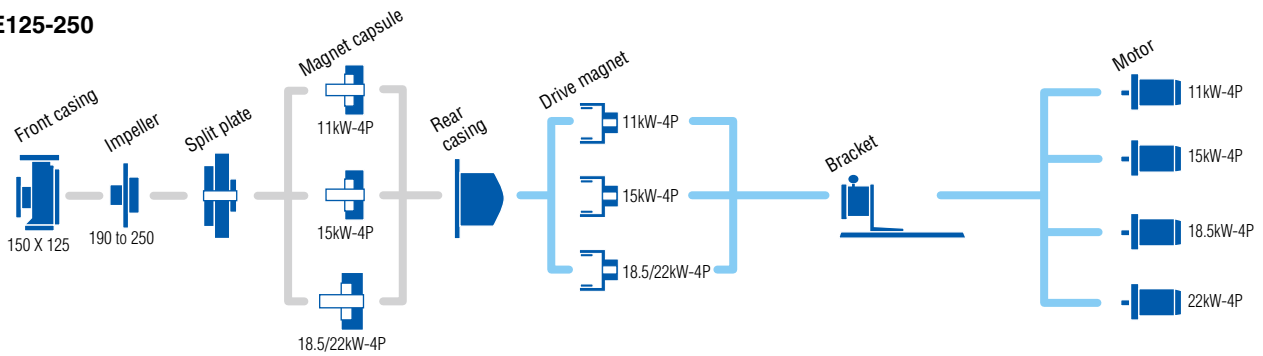 E125-250
Front casing
150 X 125
Impeller
190 to 250
Split plate
Magnet capsule
11kW-4P
15kW-4P
18.5/22kW-4P
Rear
casing
Drive magnet
11kW-4P
15kW-4P
18.5/22kW-4P
Bracket
Motor
11kW-4P
15kW-4P
18.5kW-4P
22kW-4P